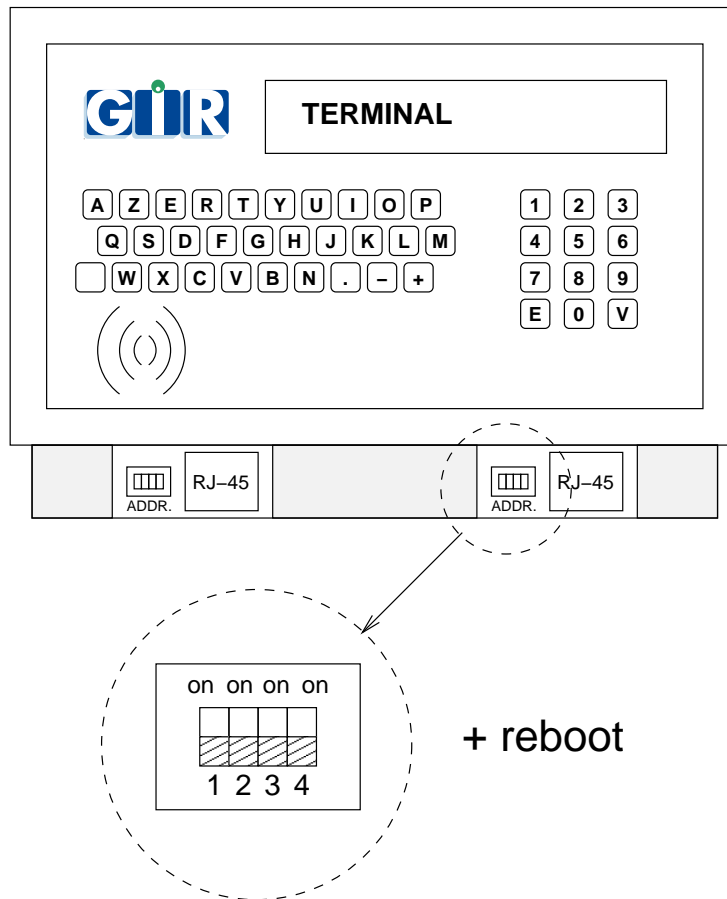 GiR
TERMINAL
A Z E R T Y U I O P
1 2 3
Q S D F G H J K L M
4 5 6
W X C V B N . – +
7 8 9
E 0 V
ADDR.
RJ–45
ADDR.
RJ–45
on on on on
1 2 3 4
+ reboot